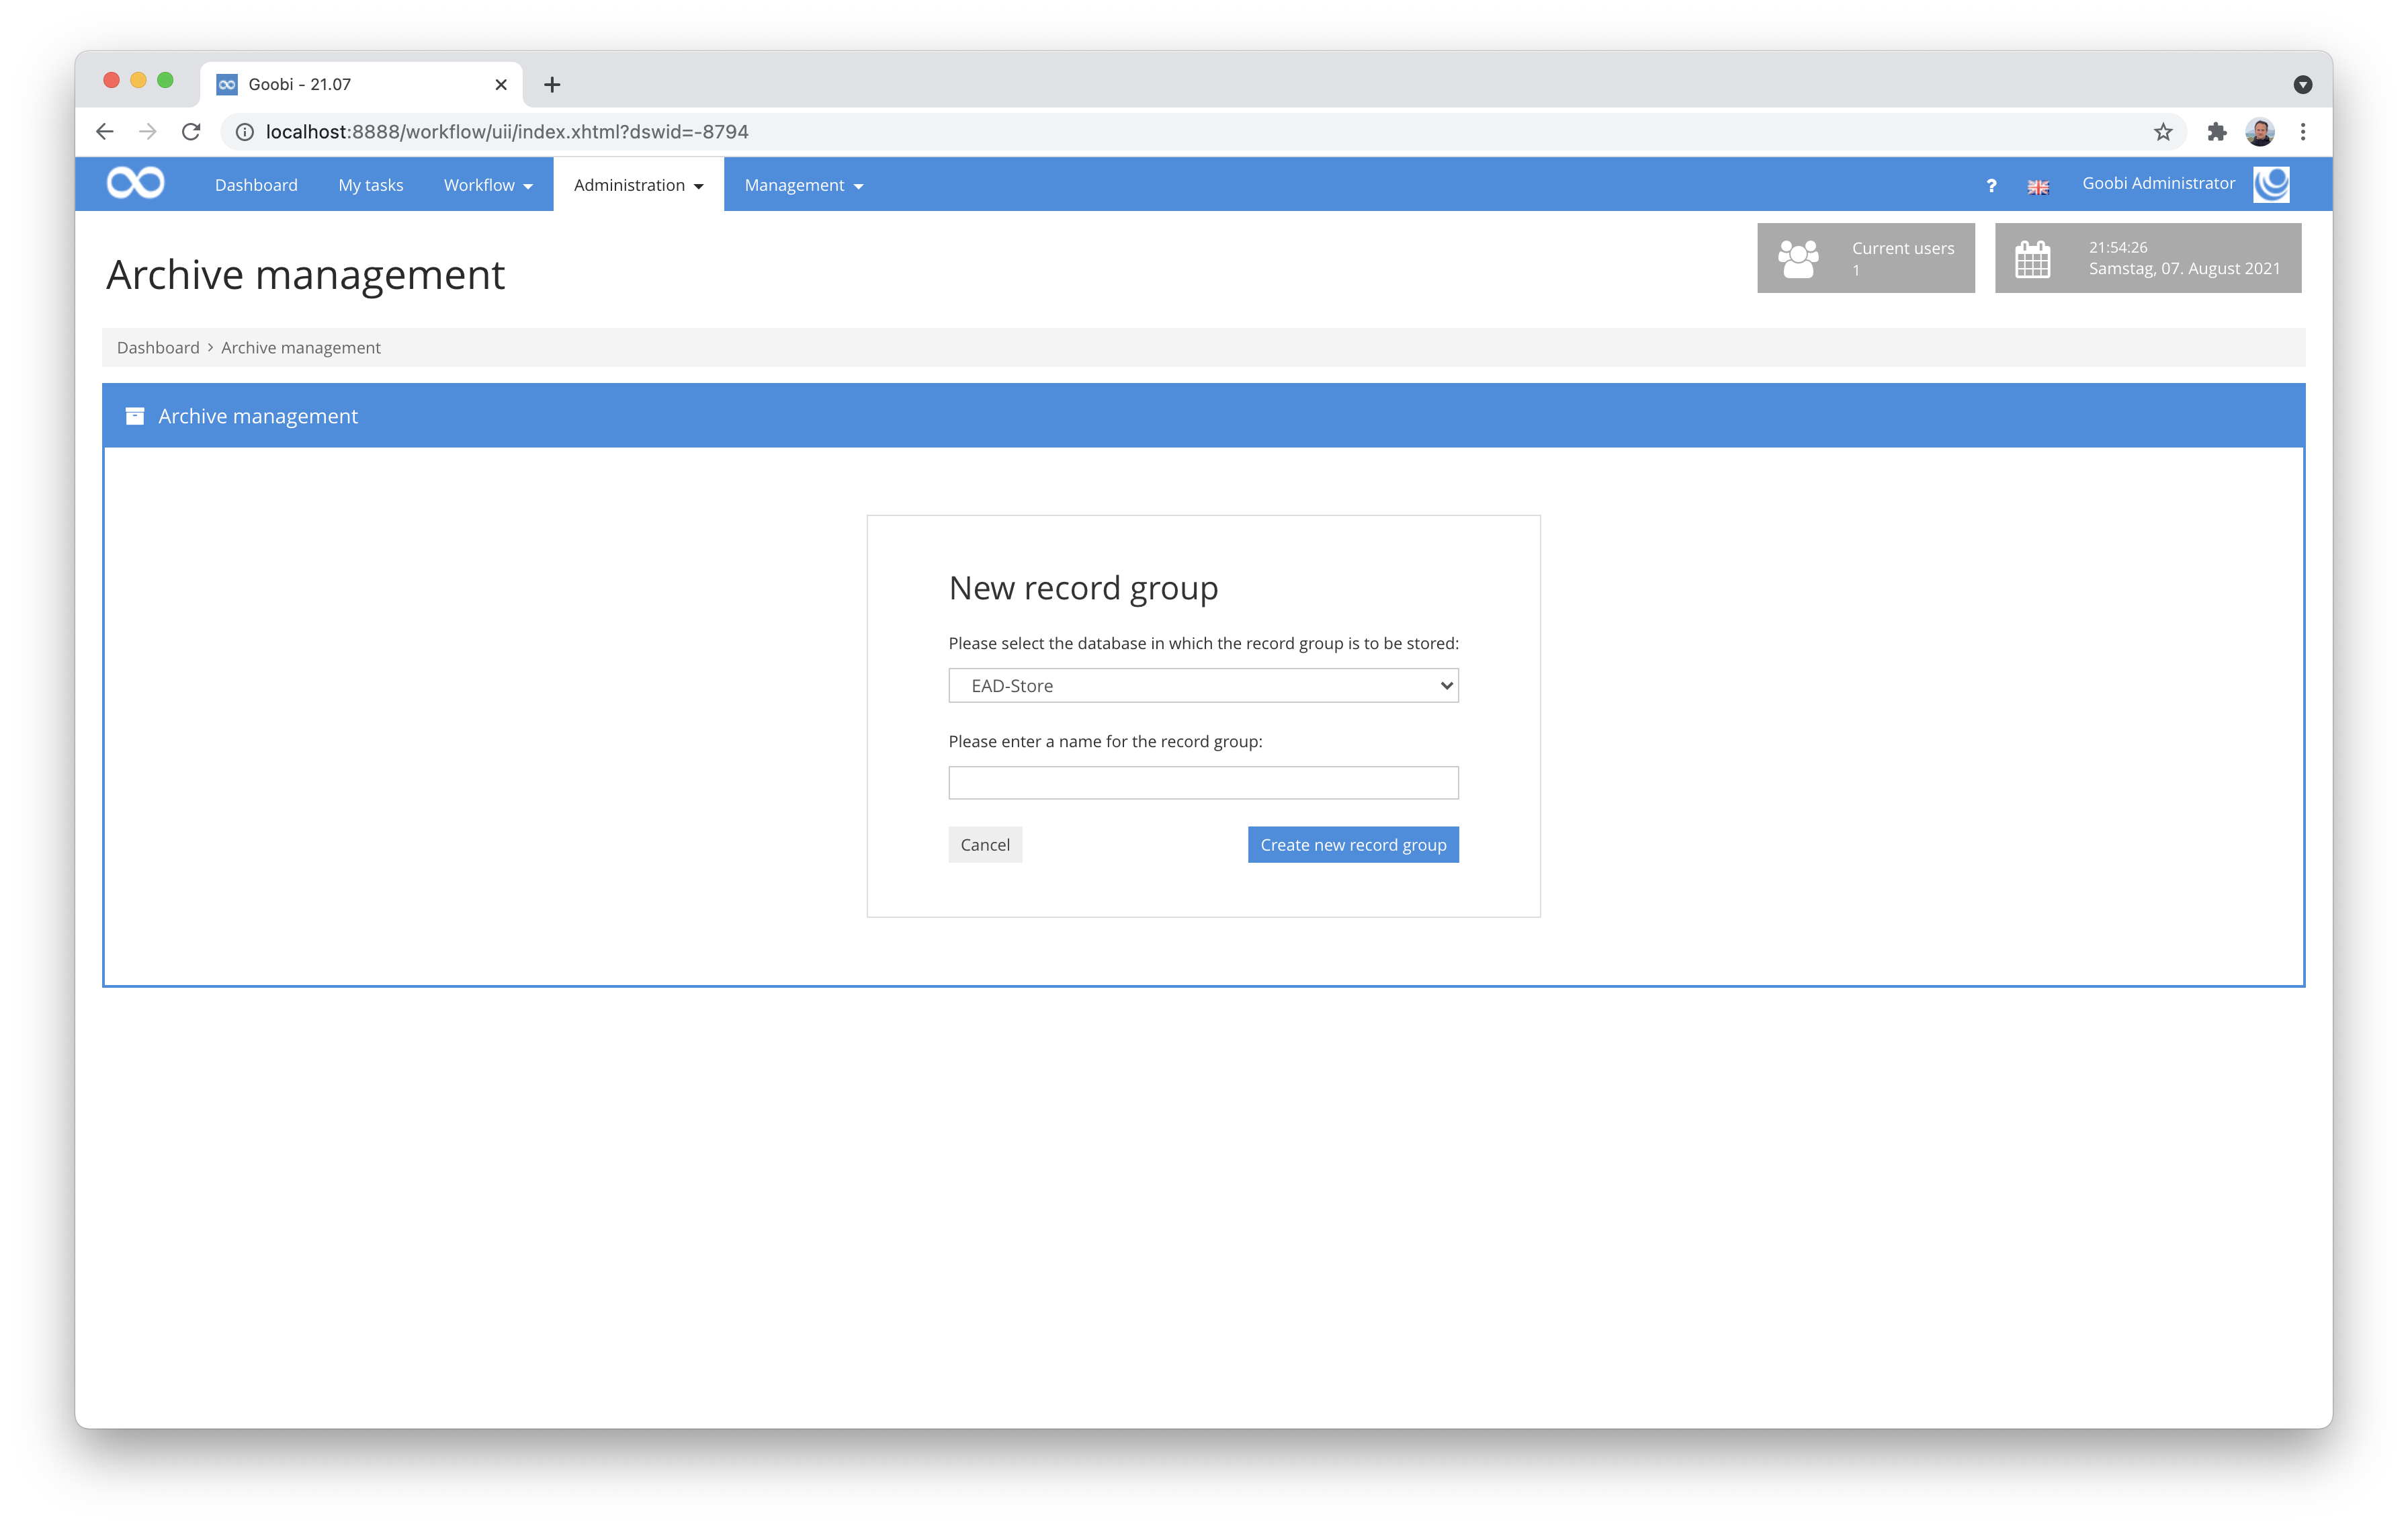 Goobi - 21.07
localhost:8888/workflow/uii/index.xhtml?dswid=-8794
Dashboard My tasks Workflow Administration Management ? Goobi Administrator
Archive management
Current users
1
21:54:26
Samstag, 07. August 2021
Dashboard > Archive management
Archive management
New record group
Please select the database in which the record group is to be stored:
EAD-Store
Please enter a name for the record group:
Cancel Create new record group